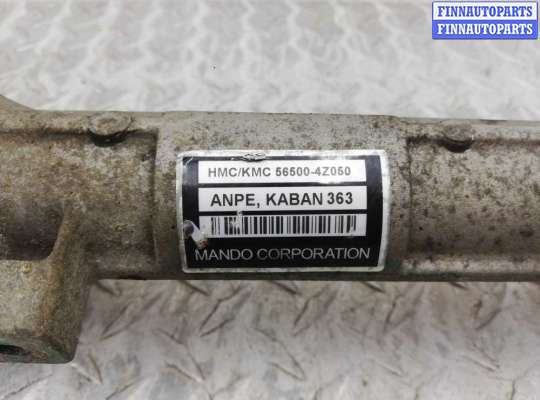 FINNAUTOPARTS
FINNAUTOPARTS
HMC/KMC 56500-4Z050
ANPE, KABAN 363
MANDO CORPORATION